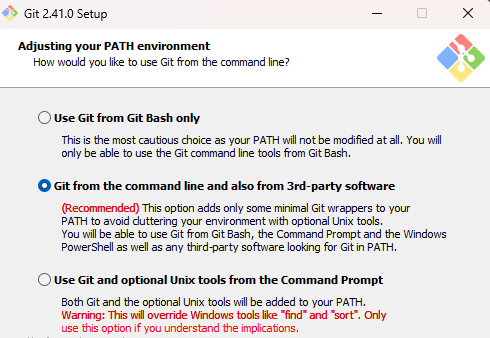 Git 2.41.0 Setup
Adjusting your PATH environment
How would you like to use Git from the command line?
Use Git from Git Bash only
This is the most cautious choice as your PATH will not be modified at all. You will
only be able to use the Git command line tools from Git Bash.
Git from the command line and also from 3rd-party software
(Recommended) This option adds only some minimal Git wrappers to your
PATH to avoid cluttering your environment with optional Unix tools.
You will be able to use Git from Git Bash, the Command Prompt and the Windows
PowerShell as well as any third-party software looking for Git in PATH.
Use Git and optional Unix tools from the Command Prompt
Both Git and the optional Unix tools will be added to your PATH.
Warning: This will override Windows tools like "find" and "sort". Only
use this option if you understand the implications.